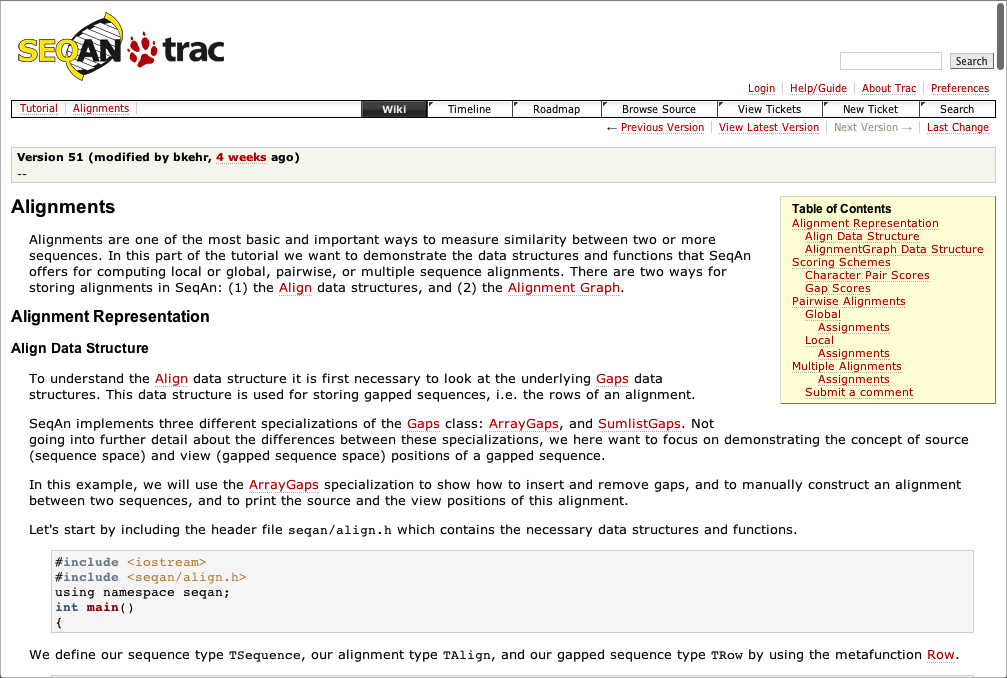 SEQAN trac
Search
Login Help/Guide About Trac Preferences
Tutorial Alignments Wiki Timeline Roadmap Browse Source View Tickets New Ticket Search
← Previous Version View Latest Version Next Version → Last Change
Version 51 (modified by bkehr, 4 weeks ago)
--
Alignments
Alignments are one of the most basic and important ways to measure similarity between two or more
sequences. In this part of the tutorial we want to demonstrate the data structures and functions that SeqAn
offers for computing local or global, pairwise, or multiple sequence alignments. There are two ways for
storing alignments in SeqAn: (1) the Align data structures, and (2) the Alignment Graph.
Table of Contents
Alignment Representation
Align Data Structure
AlignmentGraph Data Structure
Scoring Schemes
Character Pair Scores
Gap Scores
Pairwise Alignments
Global
Assignments
Local
Assignments
Multiple Alignments
Assignments
Submit a comment
Alignment Representation
Align Data Structure
To understand the Align data structure it is first necessary to look at the underlying Gaps data
structures. This data structure is used for storing gapped sequences, i.e. the rows of an alignment.
SeqAn implements three different specializations of the Gaps class: ArrayGaps, and SumlistGaps. Not
going into further detail about the differences between these specializations, we here want to focus on demonstrating the concept of source
(sequence space) and view (gapped sequence space) positions of a gapped sequence.
In this example, we will use the ArrayGaps specialization to show how to insert and remove gaps, and to manually construct an alignment
between two sequences, and to print the source and the view positions of this alignment.
Let's start by including the header file seqan/align.h which contains the necessary data structures and functions.
#include <iostream>
#include <seqan/align.h>
using namespace seqan;
int main()
{
We define our sequence type TSequence, our alignment type TAlign, and our gapped sequence type TRow by using the metafunction Row.